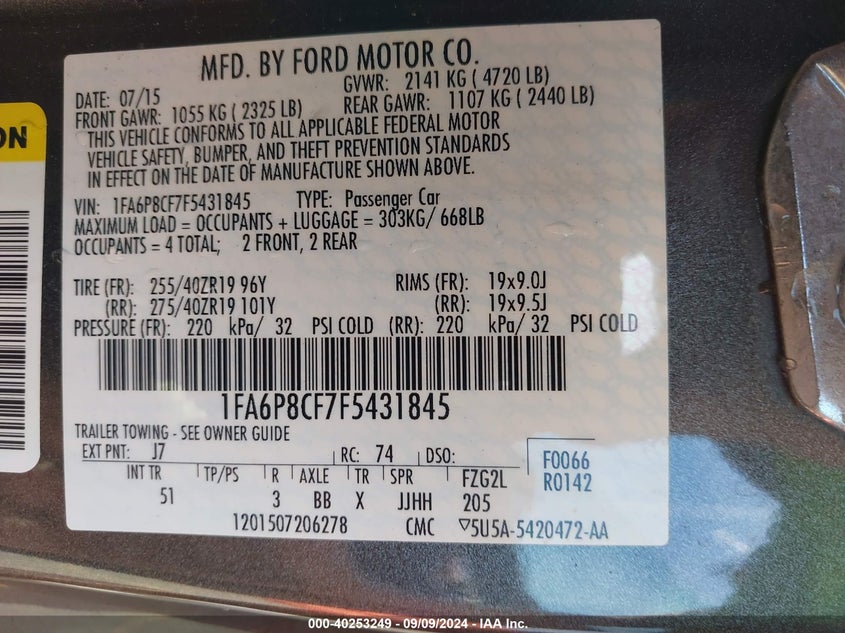 MFD. BY FORD MOTOR CO.
DATE: 07/15
GVWR: 2141 KG ( 4720 LB)
FRONT GAWR: 1055 KG ( 2325 LB)
REAR GAWR: 1107 KG ( 2440 LB)
THIS VEHICLE CONFORMS TO ALL APPLICABLE FEDERAL MOTOR
VEHICLE SAFETY, BUMPER, AND THEFT PREVENTION STANDARDS
IN EFFECT ON THE DATE OF MANUFACTURE SHOWN ABOVE.
VIN: 1FA6P8CF7F5431845 TYPE: Passenger Car
MAXIMUM LOAD = OCCUPANTS + LUGGAGE = 303KG/ 668LB
OCCUPANTS = 4 TOTAL; 2 FRONT, 2 REAR
TIRE (FR): 255/40ZR19 96Y RIMS (FR): 19x9.0J
(RR): 275/40ZR19 101Y (RR): 19x9.5J
PRESSURE (FR): 220 kPa/ 32 PSI COLD (RR): 220 kPa/ 32 PSI COLD
1FA6P8CF7F5431845
TRAILER TOWING - SEE OWNER GUIDE
EXT PNT: J7 RC: 74 DSO:
INT TR TP/PS R AXLE TR SPR FZG2L
51 3 BB X JJHH 205
F0066
R0142
1201507206278 CMC ▽5U5A-5420472-AA
ON
000-40253249 - 09/09/2024 - IAA Inc.